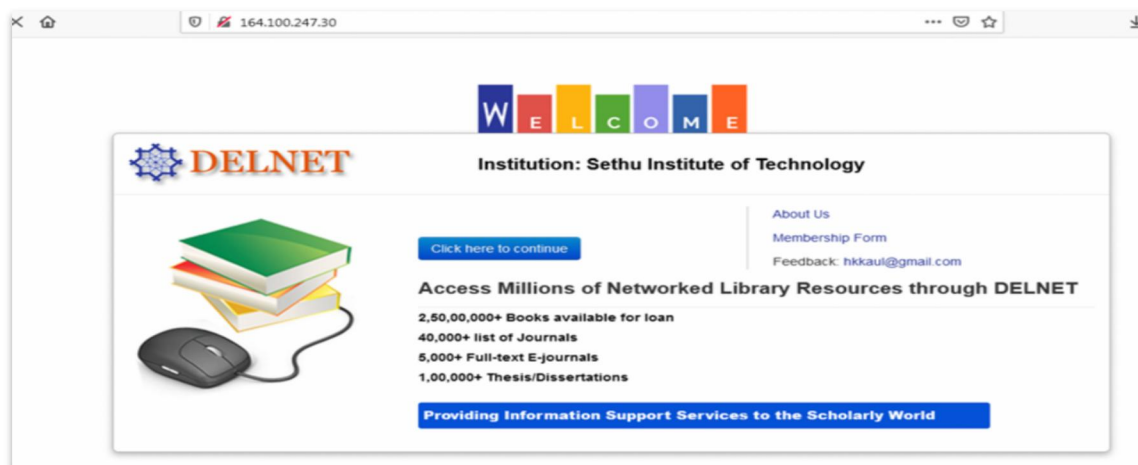 164.100.247.30
WELCOME
DELNET
Institution: Sethu Institute of Technology
Click here to continue
About Us
Membership Form
Feedback: hkkaul@gmail.com
Access Millions of Networked Library Resources through DELNET
2,50,00,000+ Books available for loan
40,000+ list of Journals
5,000+ Full-text E-journals
1,00,000+ Thesis/Dissertations
Providing Information Support Services to the Scholarly World